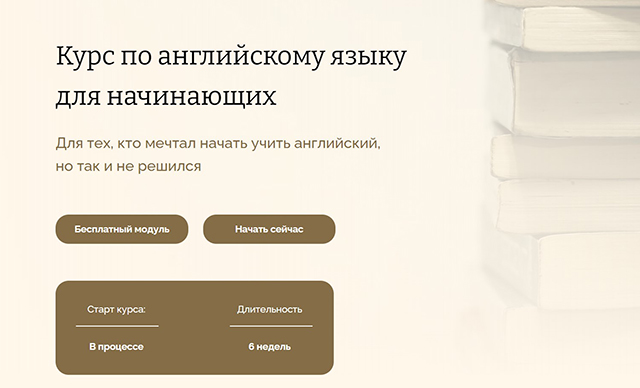 Курс по английскому языку
для начинающих
Для тех, кто мечтал начать учить английский,
но так и не решился
Бесплатный модуль
Начать сейчас
Старт курса:
Длительность
В процессе
6 недель